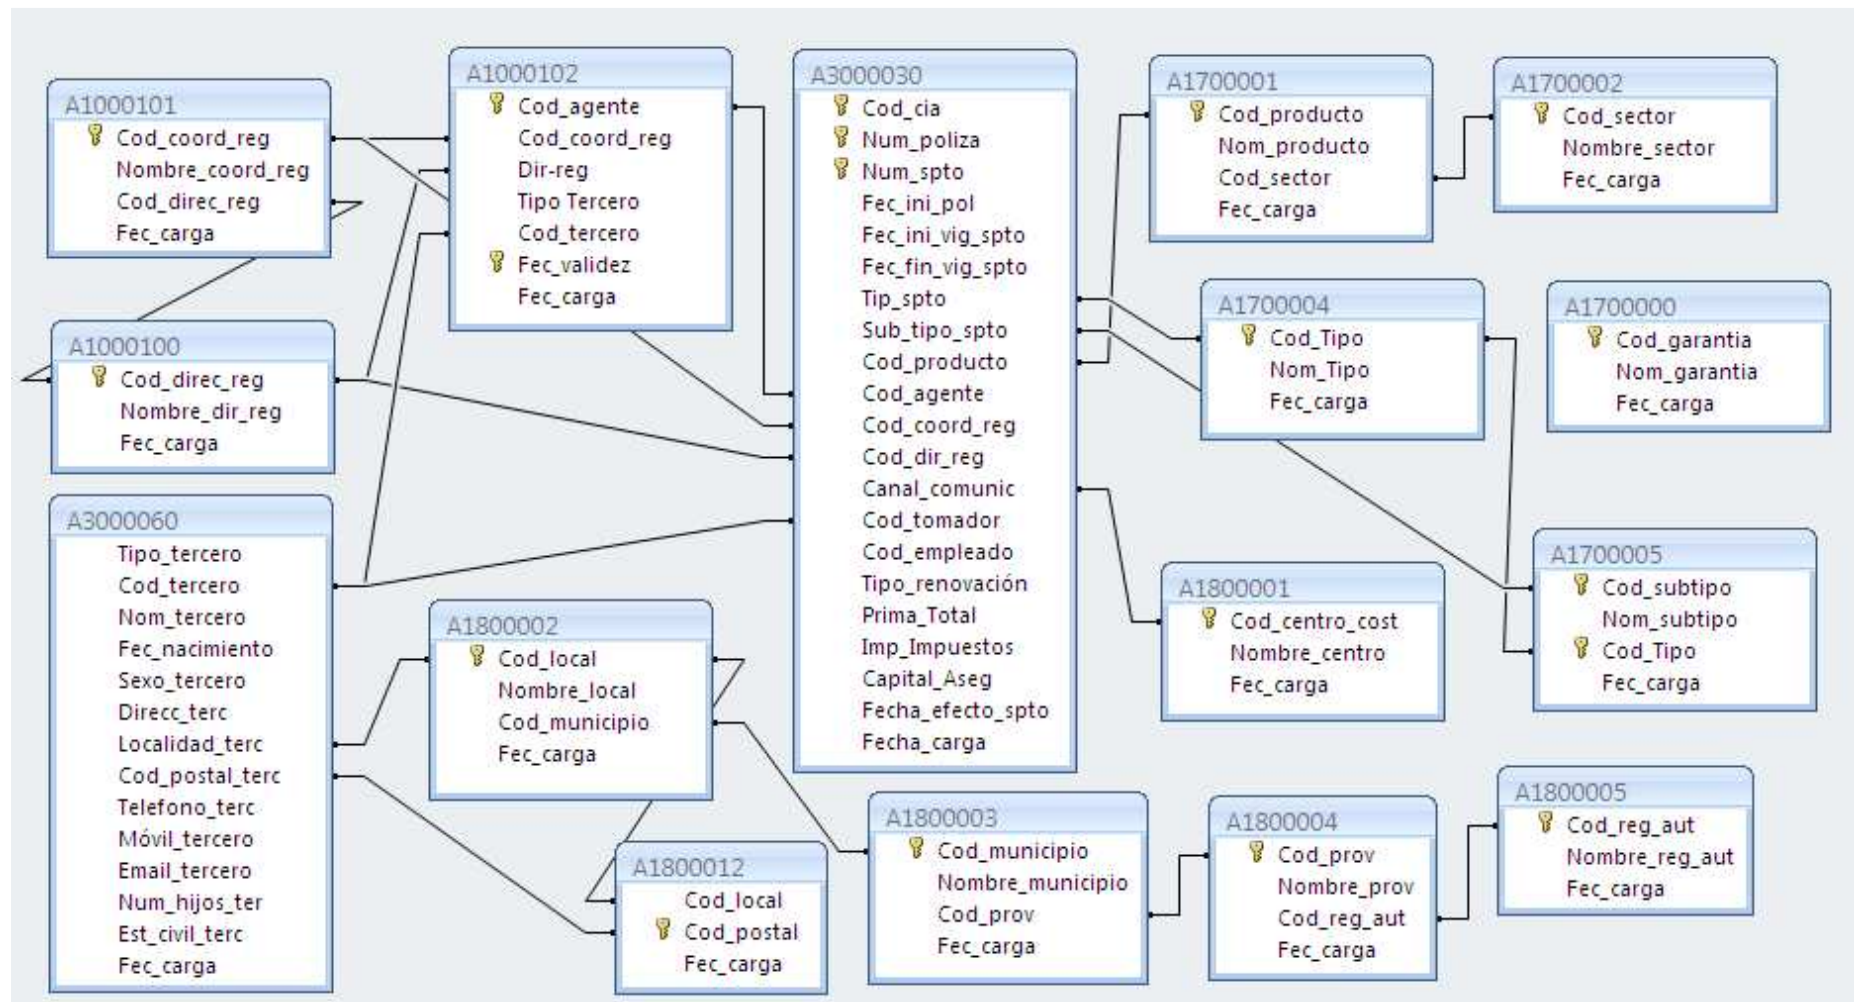 A1000101
Cod_coord_reg
Nombre_coord_reg
Cod_direc_reg
Fec_carga
A1000102
Cod_agente
Cod_coord_reg
Dir-reg
Tipo Tercero
Cod_tercero
Fec_validez
Fec_carga
A3000030
Cod_cia
Num_poliza
Num_spto
Fec_ini_pol
Fec_ini_vig_spto
Fec_fin_vig_spto
Tip_spto
Sub_tipo_spto
Cod_producto
Cod_agente
Cod_coord_reg
Cod_dir_reg
Canal_comunic
Cod_tomador
Cod_empleado
Tipo_renovación
Prima_Total
Imp_Impuestos
Capital_Aseg
Fecha_efecto_spto
Fecha_carga
A1700001
Cod_producto
Nom_producto
Cod_sector
Fec_carga
A1700002
Cod_sector
Nombre_sector
Fec_carga
A1700004
Cod_Tipo
Nom_Tipo
Fec_carga
A1700000
Cod_garantia
Nom_garantia
Fec_carga
A1000100
Cod_direc_reg
Nombre_dir_reg
Fec_carga
A3000060
Tipo_tercero
Cod_tercero
Nom_tercero
Fec_nacimiento
Sexo_tercero
Direcc_terc
Localidad_terc
Cod_postal_terc
Telefono_terc
Móvil_tercero
Email_tercero
Num_hijos_ter
Est_civil_terc
Fec_carga
A1800002
Cod_local
Nombre_local
Cod_municipio
Fec_carga
A1800001
Cod_centro_cost
Nombre_centro
Fec_carga
A1700005
Cod_subtipo
Nom_subtipo
Cod_Tipo
Fec_carga
A1800012
Cod_local
Cod_postal
Fec_carga
A1800003
Cod_municipio
Nombre_municipio
Cod_prov
Fec_carga
A1800004
Cod_prov
Nombre_prov
Cod_reg_aut
Fec_carga
A1800005
Cod_reg_aut
Nombre_reg_aut
Fec_carga